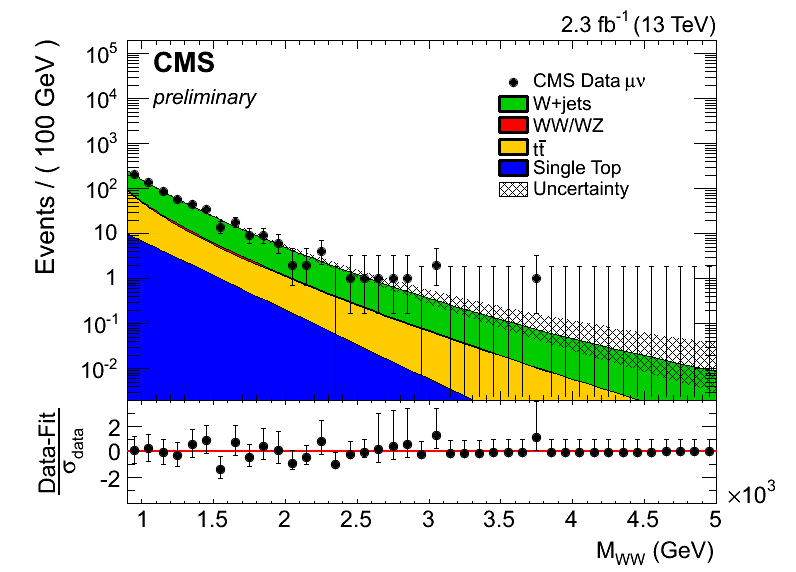 2.3 fb⁻¹ (13 TeV)
CMS
preliminary
CMS Data μν
W+jets
WW/WZ
tt̄
Single Top
Uncertainty
Events / ( 100 GeV )
10⁵
10⁴
10³
10²
10
1
10⁻¹
10⁻²
Data-Fit
σdata
2
0
-2
1 1.5 2 2.5 3 3.5 4 4.5 5
×10³
M_WW (GeV)